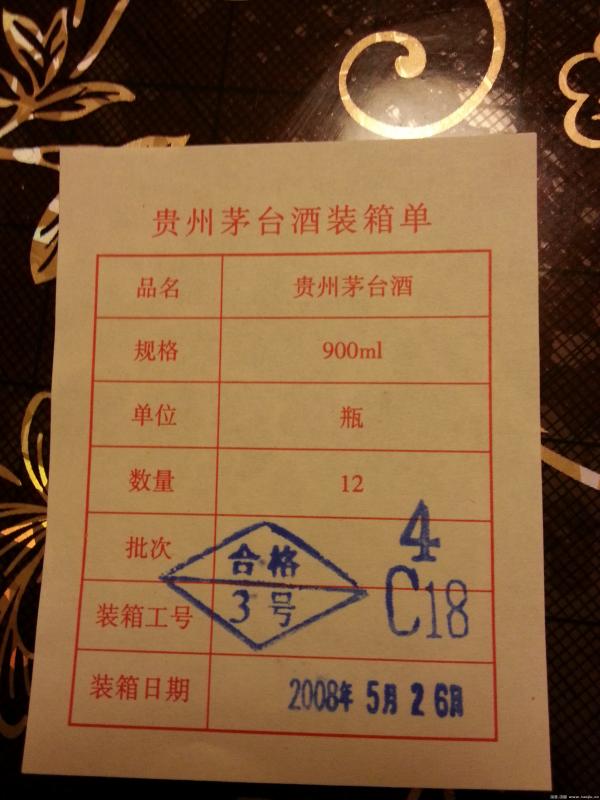 贵州茅台酒装箱单
品名 贵州茅台酒
规格 900ml
单位 瓶
数量 12
批次 4
合格
装箱工号 C18
3号
装箱日期 2008年 5月 2 6月